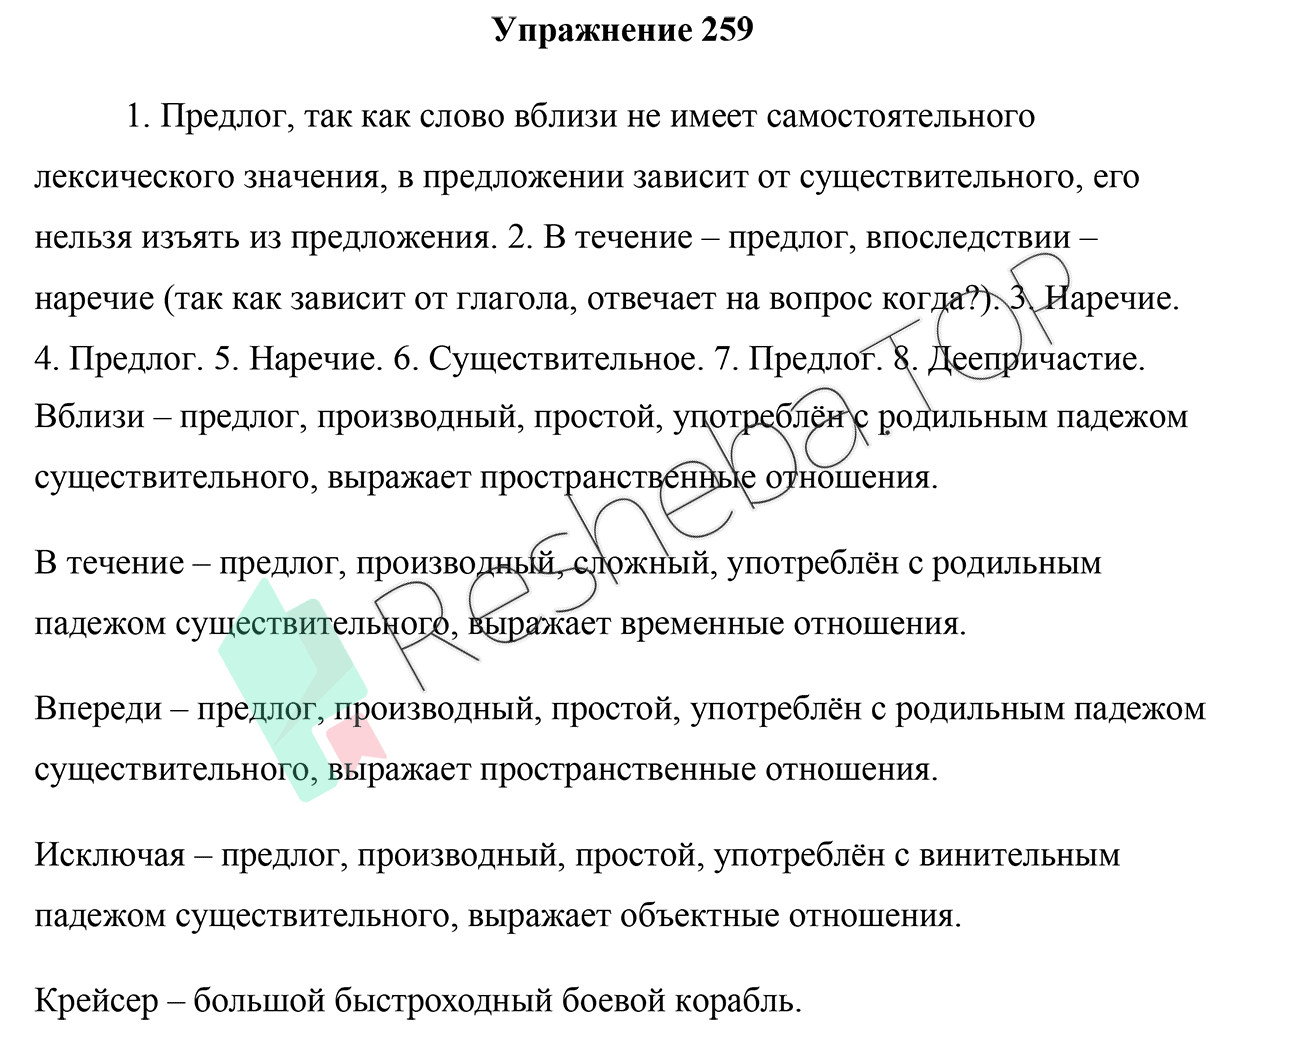 Упражнение 259
1. Предлог, так как слово вблизи не имеет самостоятельного
лексического значения, в предложении зависит от существительного, его
нельзя изъять из предложения. 2. В течение – предлог, впоследствии –
наречие (так как зависит от глагола, отвечает на вопрос когда?). 3. Наречие.
4. Предлог. 5. Наречие. 6. Существительное. 7. Предлог. 8. Деепричастие.
Вблизи – предлог, производный, простой, употреблён с родильным падежом
существительного, выражает пространственные отношения.
В течение – предлог, производный, сложный, употреблён с родильным
падежом существительного, выражает временные отношения.
Впереди – предлог, производный, простой, употреблён с родильным падежом
существительного, выражает пространственные отношения.
Исключая – предлог, производный, простой, употреблён с винительным
падежом существительного, выражает объектные отношения.
Крейсер – большой быстроходный боевой корабль.
Resheba.TOP